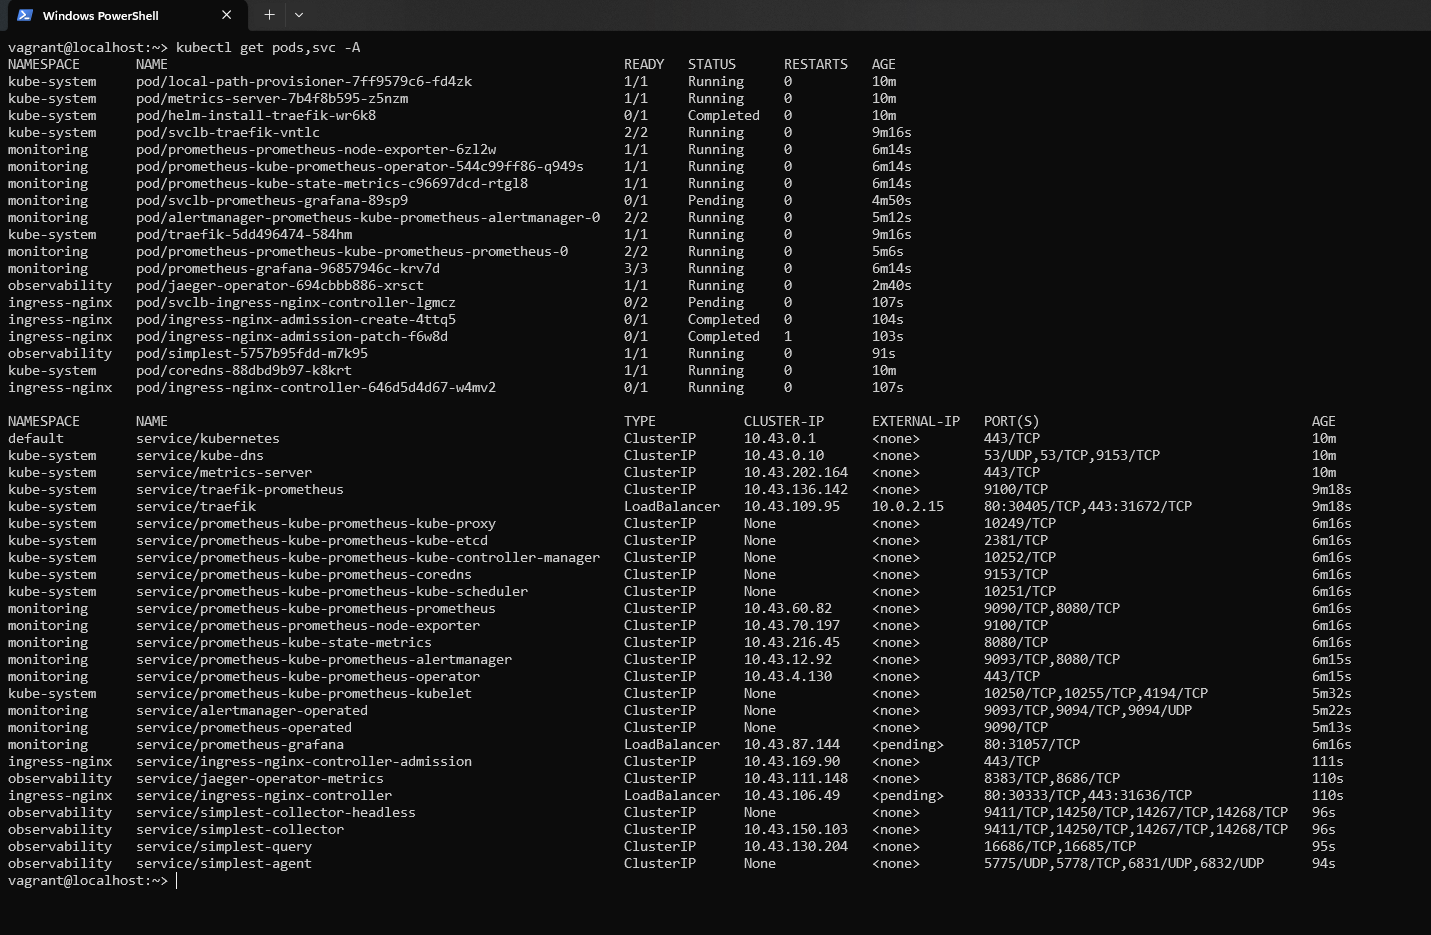 Windows PowerShell
vagrant@localhost:~> kubectl get pods,svc -A
NAMESPACE NAME READY STATUS RESTARTS AGE
kube-system pod/local-path-provisioner-7ff9579c6-fd4zk 1/1 Running 0 10m
kube-system pod/metrics-server-7b4f8b595-z5nzm 1/1 Running 0 10m
kube-system pod/helm-install-traefik-wr6k8 0/1 Completed 0 10m
kube-system pod/svclb-traefik-vntlc 2/2 Running 0 9m16s
monitoring pod/prometheus-prometheus-node-exporter-6zl2w 1/1 Running 0 6m14s
monitoring pod/prometheus-kube-prometheus-operator-544c99ff86-q949s 1/1 Running 0 6m14s
monitoring pod/prometheus-kube-state-metrics-c96697dcd-rtgl8 1/1 Running 0 6m14s
monitoring pod/svclb-prometheus-grafana-89sp9 0/1 Pending 0 4m50s
monitoring pod/alertmanager-prometheus-kube-prometheus-alertmanager-0 2/2 Running 0 5m12s
kube-system pod/traefik-5dd496474-584hm 1/1 Running 0 9m16s
monitoring pod/prometheus-prometheus-kube-prometheus-prometheus-0 2/2 Running 0 5m6s
monitoring pod/prometheus-grafana-96857946c-krv7d 3/3 Running 0 6m14s
observability pod/jaeger-operator-694cbbb886-xrsct 1/1 Running 0 2m40s
ingress-nginx pod/svclb-ingress-nginx-controller-lgmcz 0/2 Pending 0 107s
ingress-nginx pod/ingress-nginx-admission-create-4ttq5 0/1 Completed 0 104s
ingress-nginx pod/ingress-nginx-admission-patch-f6w8d 0/1 Completed 1 103s
observability pod/simplest-5757b95fdd-m7k95 1/1 Running 0 91s
kube-system pod/coredns-88dbd9b97-k8krt 1/1 Running 0 10m
ingress-nginx pod/ingress-nginx-controller-646d5d4d67-w4mv2 0/1 Running 0 107s
NAMESPACE NAME TYPE CLUSTER-IP EXTERNAL-IP PORT(S) AGE
default service/kubernetes ClusterIP 10.43.0.1 <none> 443/TCP 10m
kube-system service/kube-dns ClusterIP 10.43.0.10 <none> 53/UDP,53/TCP,9153/TCP 10m
kube-system service/metrics-server ClusterIP 10.43.202.164 <none> 443/TCP 10m
kube-system service/traefik-prometheus ClusterIP 10.43.136.142 <none> 9100/TCP 9m18s
kube-system service/traefik LoadBalancer 10.43.109.95 10.0.2.15 80:30405/TCP,443:31672/TCP 9m18s
kube-system service/prometheus-kube-prometheus-kube-proxy ClusterIP None <none> 10249/TCP 6m16s
kube-system service/prometheus-kube-prometheus-kube-etcd ClusterIP None <none> 2381/TCP 6m16s
kube-system service/prometheus-kube-prometheus-kube-controller-manager ClusterIP None <none> 10252/TCP 6m16s
kube-system service/prometheus-kube-prometheus-coredns ClusterIP None <none> 9153/TCP 6m16s
kube-system service/prometheus-kube-prometheus-kube-scheduler ClusterIP None <none> 10251/TCP 6m16s
monitoring service/prometheus-kube-prometheus-prometheus ClusterIP 10.43.60.82 <none> 9090/TCP,8080/TCP 6m16s
monitoring service/prometheus-prometheus-node-exporter ClusterIP 10.43.70.197 <none> 9100/TCP 6m16s
monitoring service/prometheus-kube-state-metrics ClusterIP 10.43.216.45 <none> 8080/TCP 6m16s
monitoring service/prometheus-kube-prometheus-alertmanager ClusterIP 10.43.12.92 <none> 9093/TCP,8080/TCP 6m15s
monitoring service/prometheus-kube-prometheus-operator ClusterIP 10.43.4.130 <none> 443/TCP 6m15s
kube-system service/prometheus-kube-prometheus-kubelet ClusterIP None <none> 10250/TCP,10255/TCP,4194/TCP 5m32s
monitoring service/alertmanager-operated ClusterIP None <none> 9093/TCP,9094/TCP,9094/UDP 5m22s
monitoring service/prometheus-operated ClusterIP None <none> 9090/TCP 5m13s
monitoring service/prometheus-grafana LoadBalancer 10.43.87.144 <pending> 80:31057/TCP 6m16s
ingress-nginx service/ingress-nginx-controller-admission ClusterIP 10.43.169.90 <none> 443/TCP 111s
observability service/jaeger-operator-metrics ClusterIP 10.43.111.148 <none> 8383/TCP,8686/TCP 110s
ingress-nginx service/ingress-nginx-controller LoadBalancer 10.43.106.49 <pending> 80:30333/TCP,443:31636/TCP 110s
observability service/simplest-collector-headless ClusterIP None <none> 9411/TCP,14250/TCP,14267/TCP,14268/TCP 96s
observability service/simplest-collector ClusterIP 10.43.150.103 <none> 9411/TCP,14250/TCP,14267/TCP,14268/TCP 96s
observability service/simplest-query ClusterIP 10.43.130.204 <none> 16686/TCP,16685/TCP 95s
observability service/simplest-agent ClusterIP None <none> 5775/UDP,5778/TCP,6831/UDP,6832/UDP 94s
vagrant@localhost:~>